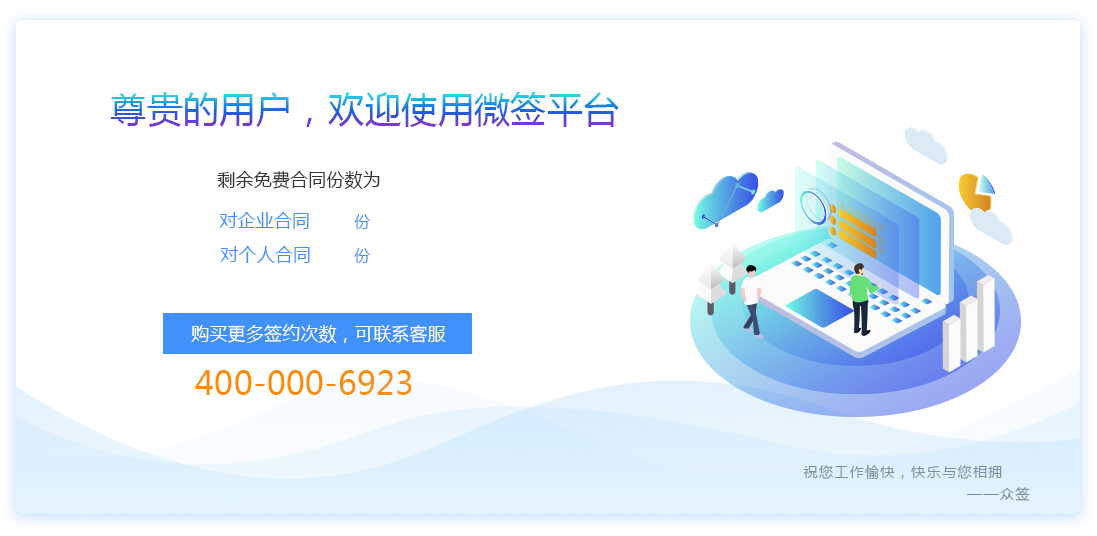 尊贵的用户，欢迎使用微签平台
剩余免费合同份数为
对企业合同 份
对个人合同 份
购买更多签约次数，可联系客服
400-000-6923
祝您工作愉快，快乐与您相拥
——众签